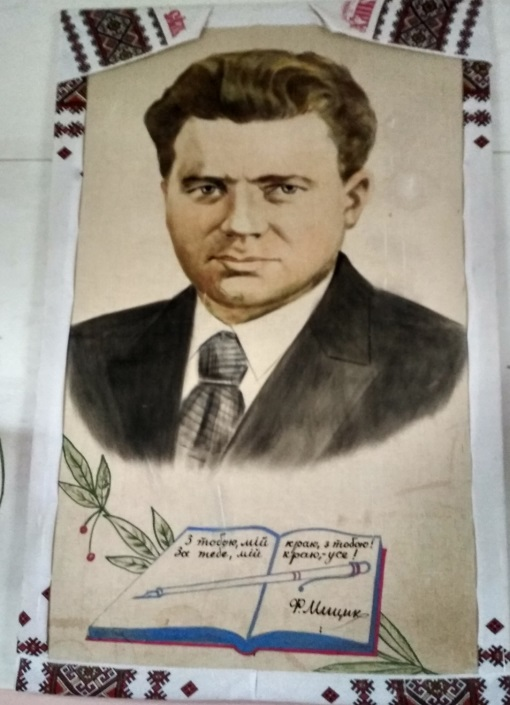 З тобою, мій краю, з тобою!
За тебе, мій краю,-усе!
Ф. Мицик